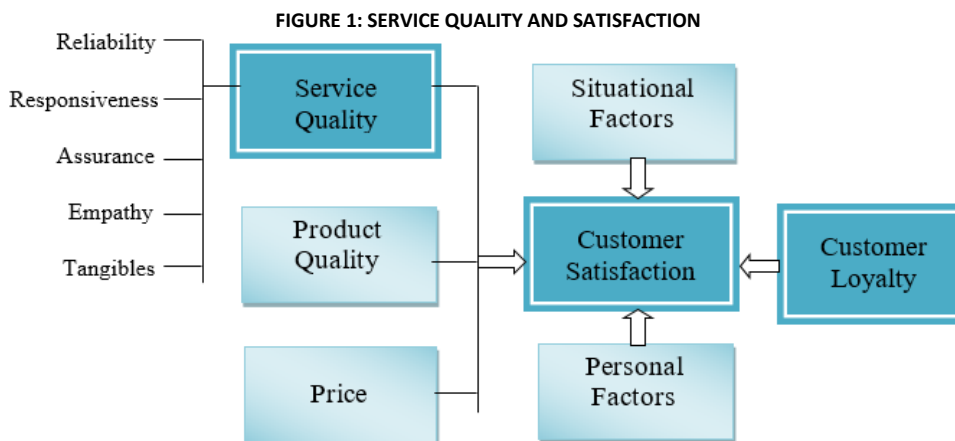 FIGURE 1: SERVICE QUALITY AND SATISFACTION
Reliability
Responsiveness
Assurance
Empathy
Tangibles
Service
Quality
Product
Quality
Price
Situational
Factors
Customer
Satisfaction
Personal
Factors
Customer
Loyalty